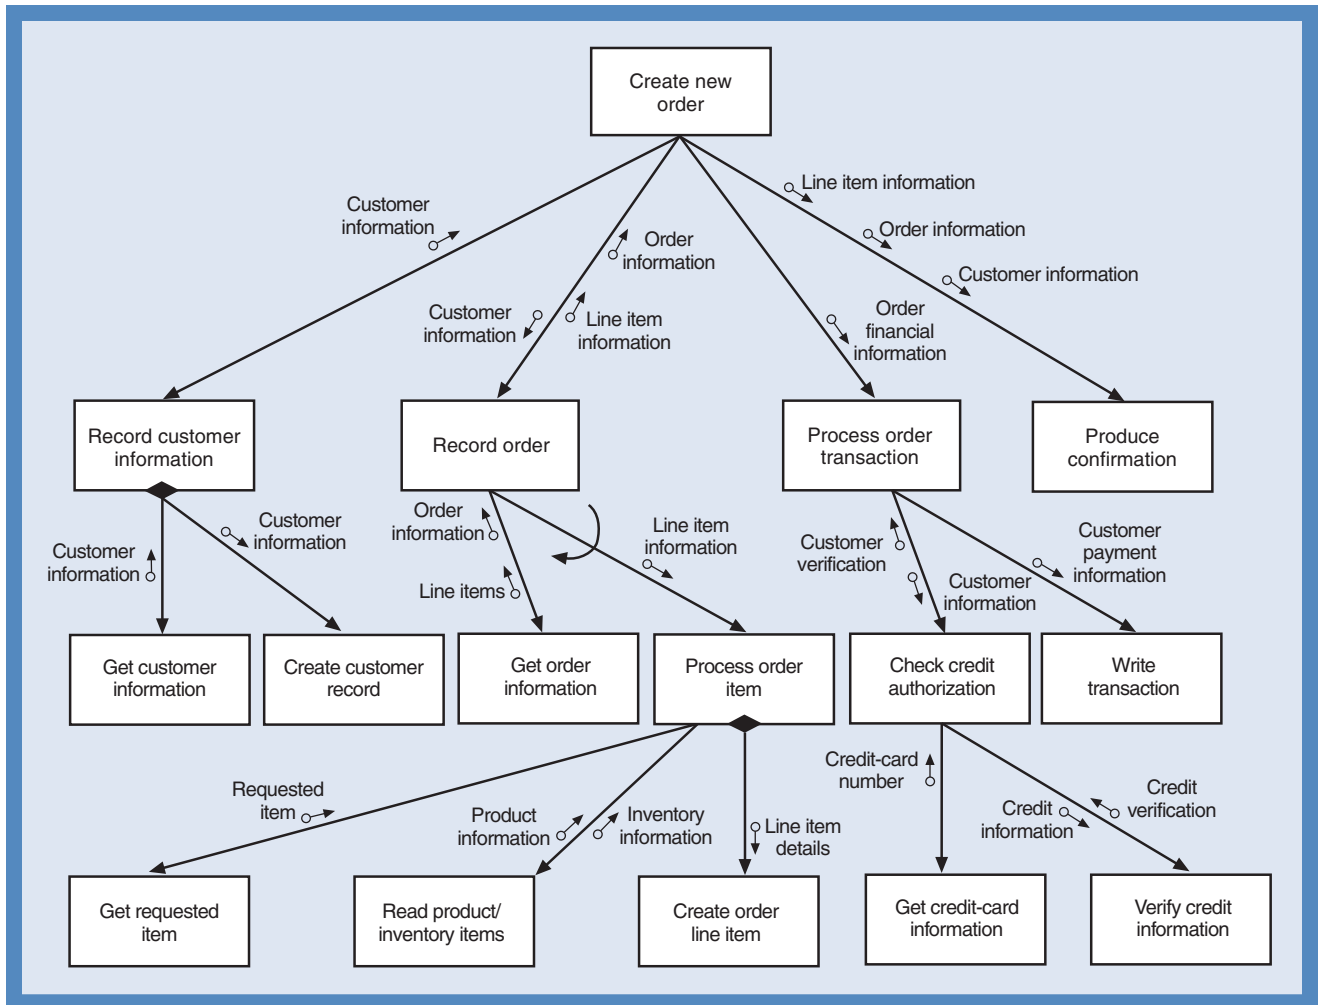 Create new
order
Line item information
Customer
information
Order information
Order
information
Customer information
Customer
information
Line item
information
Order
financial
information
Record customer
information
Record order
Process order
transaction
Produce
confirmation
Customer
information
Customer
information
Order
information
Line items
Line item
information
Customer
verification
Customer
information
Customer
payment
information
Get customer
information
Create customer
record
Get order
information
Process order
item
Check credit
authorization
Write
transaction
Requested
item
Product
information
Inventory
information
Line item
details
Credit-card
number
Credit
information
Credit
verification
Get requested
item
Read product/
inventory items
Create order
line item
Get credit-card
information
Verify credit
information